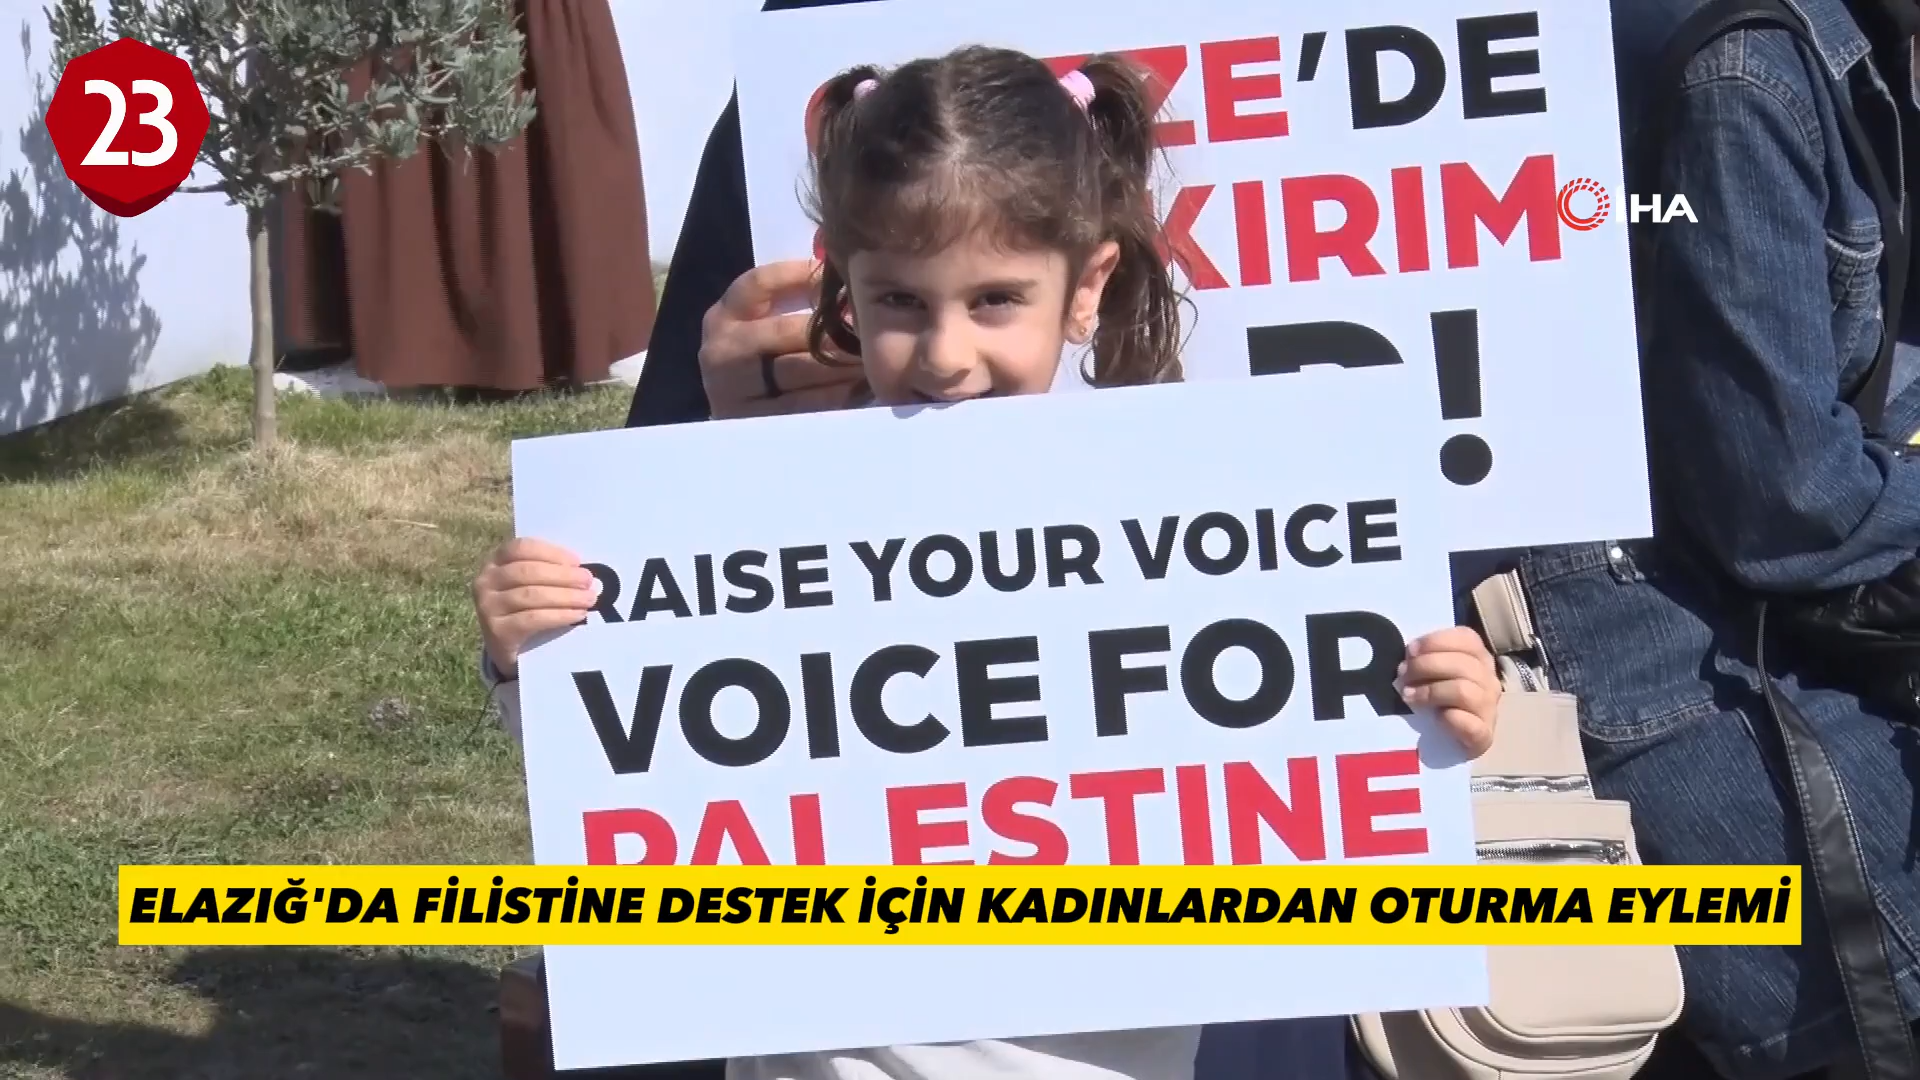 23
'DE
İHA
!
RAISE YOUR VOICE
VOICE FOR
PALESTINE
ELAZIĞ'DA FİLİSTİNE DESTEK İÇİN KADINLARDAN OTURMA EYLEMİ